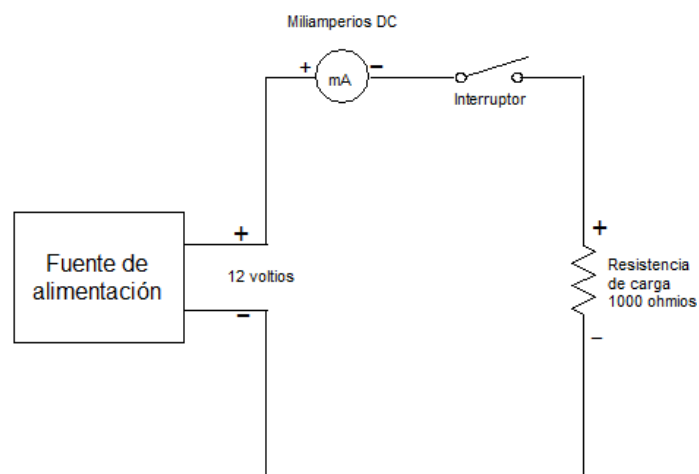 Miliamperios DC
+
−
mA
Interruptor
Fuente de
alimentación
+
12 voltios
−
+
Resistencia
de carga
1000 ohmios
−